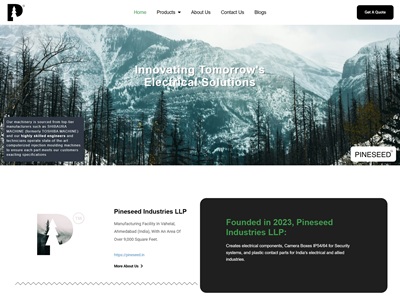 Home Products About Us Contact Us Blogs
Get A Quote
Innovating Tomorrow's
Electrical Solutions
Our machinery is sourced from top tier
manufacturers such as SHIBAURA
MACHINE (formerly TOSHIBA MACHINE)
and our highly skilled engineers and
technicians operate state-of-the-art
computerized injection moulding machines
to ensure each part meets our customers
exacting specifications
PINESEED
Pineseed Industries LLP
Manufacturing Facility In Vatwa,
Ahmedabad (India), With An Area Of
Over 9,000 Square Feet.
https://pineseed.in
More About Us
Founded in 2023, Pineseed
Industries LLP:
Creates electrical components, Camera Boxes IP54/64 for Security
systems, and plastic contact parts for India's electrical and allied
industries.